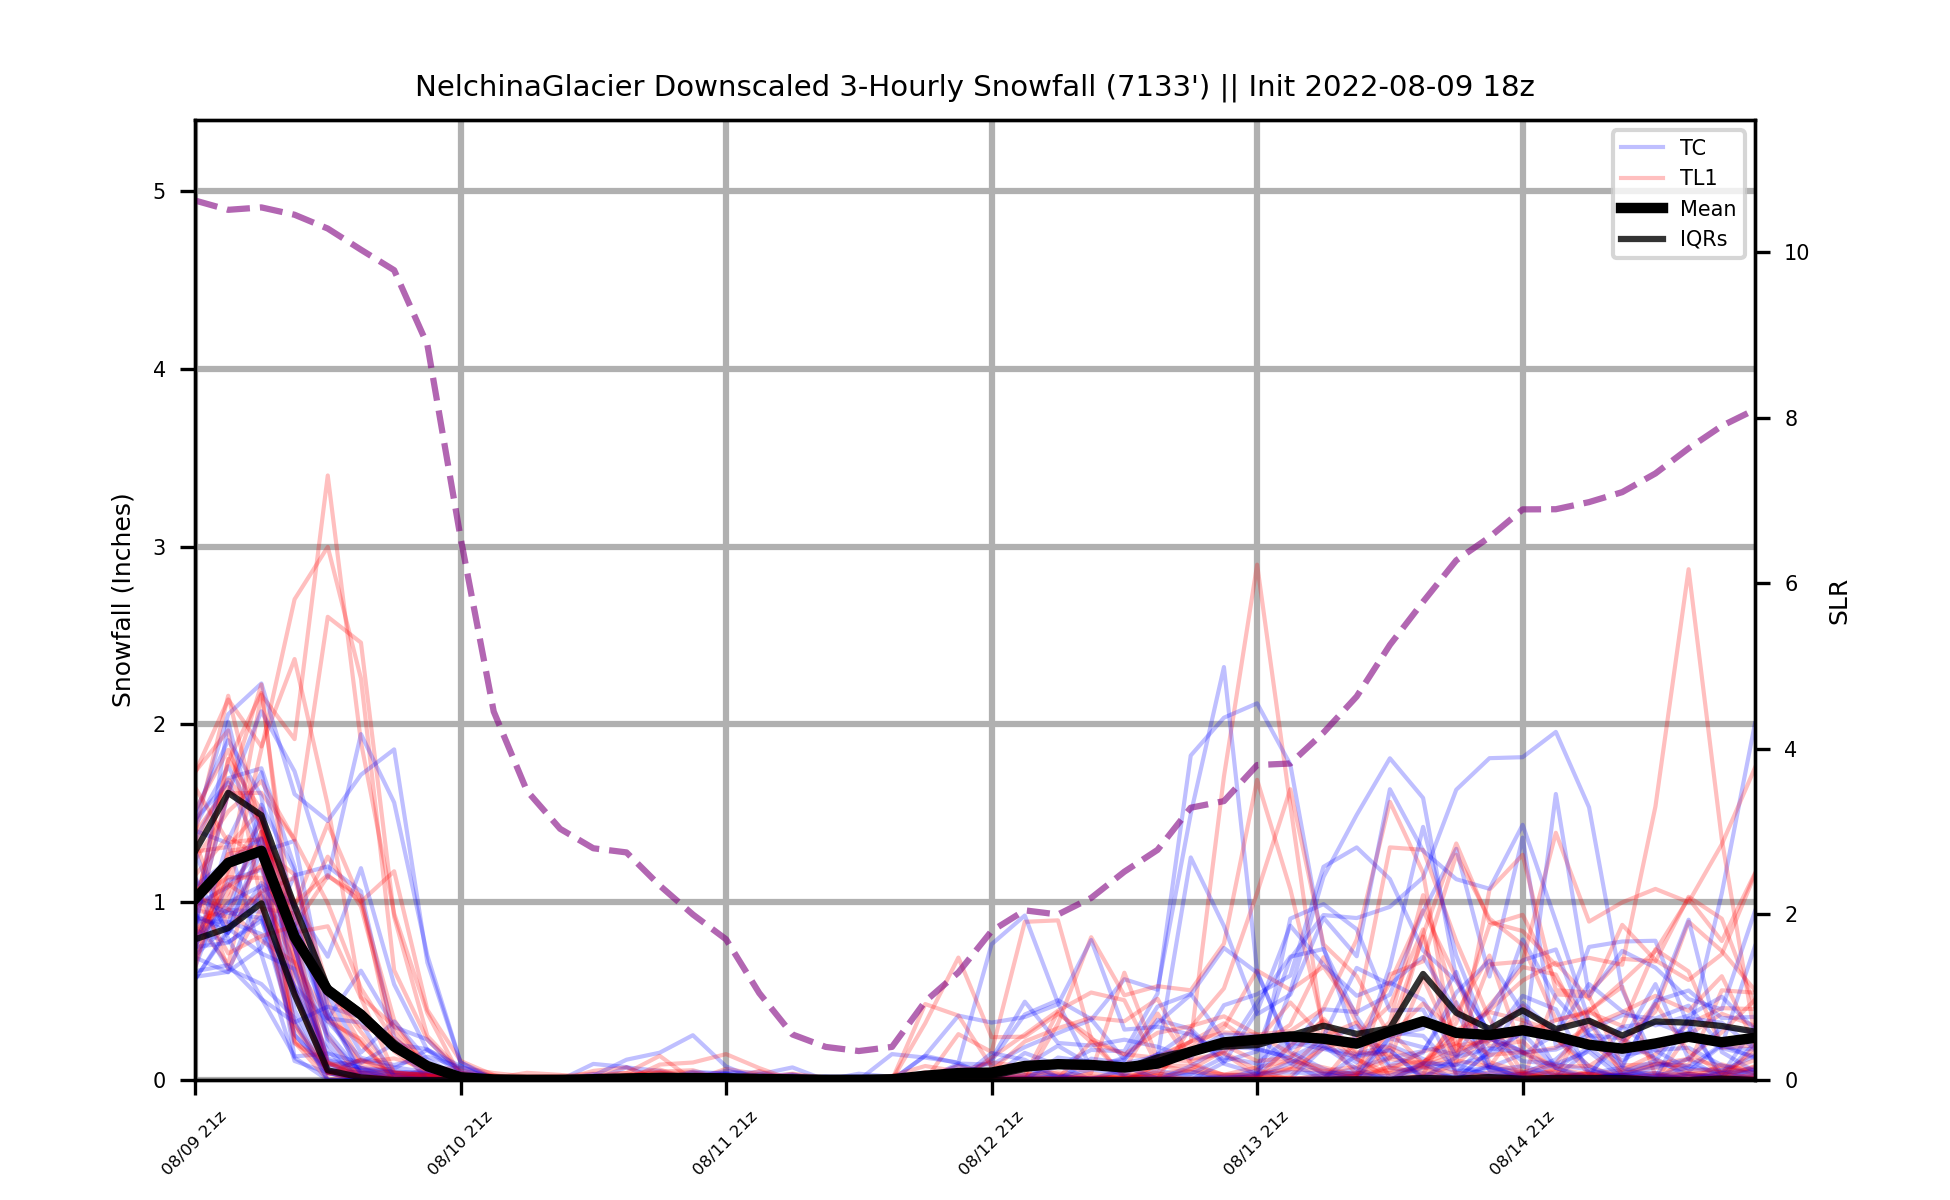 NelchinaGlacier Downscaled 3-Hourly Snowfall (7133') || Init 2022-08-09 18z
TC
TL1
Mean
IQRs
Snowfall (Inches)
5
4
3
2
1
0
10
8
6
4
2
0
SLR
08/09 21z
08/10 21z
08/11 21z
08/12 21z
08/13 21z
08/14 21z